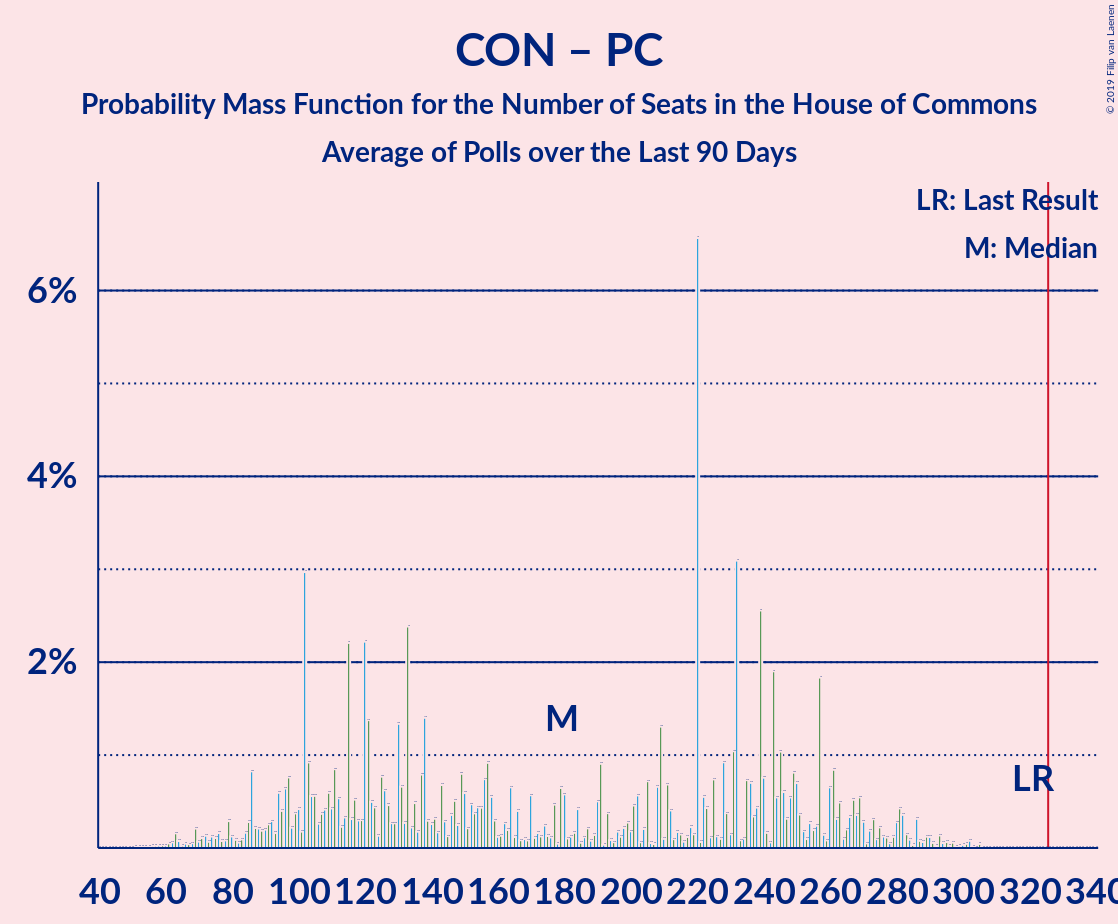 CON – PC
Probability Mass Function for the Number of Seats in the House of Commons
Average of Polls over the Last 90 Days
© 2019 Filip van Laenen
LR: Last Result
M: Median
6%
4%
2%
M
LR
40 60 80 100 120 140 160 180 200 220 240 260 280 300 320 340